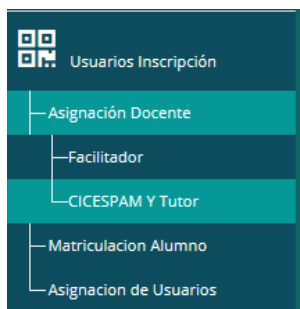 Usuarios Inscripción
Asignación Docente
Facilitador
CICESPAM Y Tutor
Matriculacion Alumno
Asignacion de Usuarios